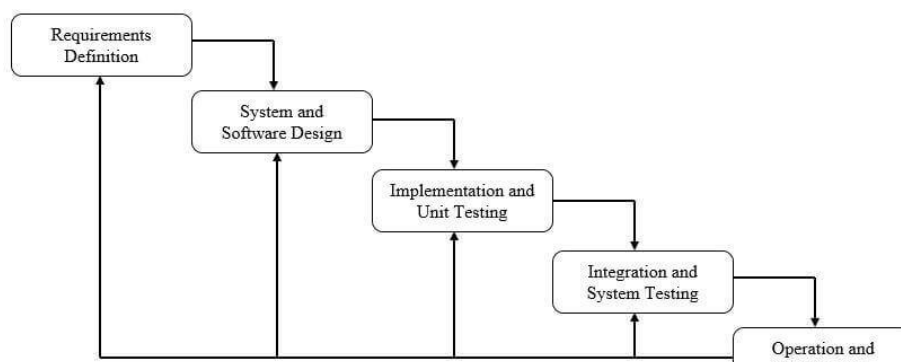 Requirements
Definition
System and
Software Design
Implementation and
Unit Testing
Integration and
System Testing
Operation and